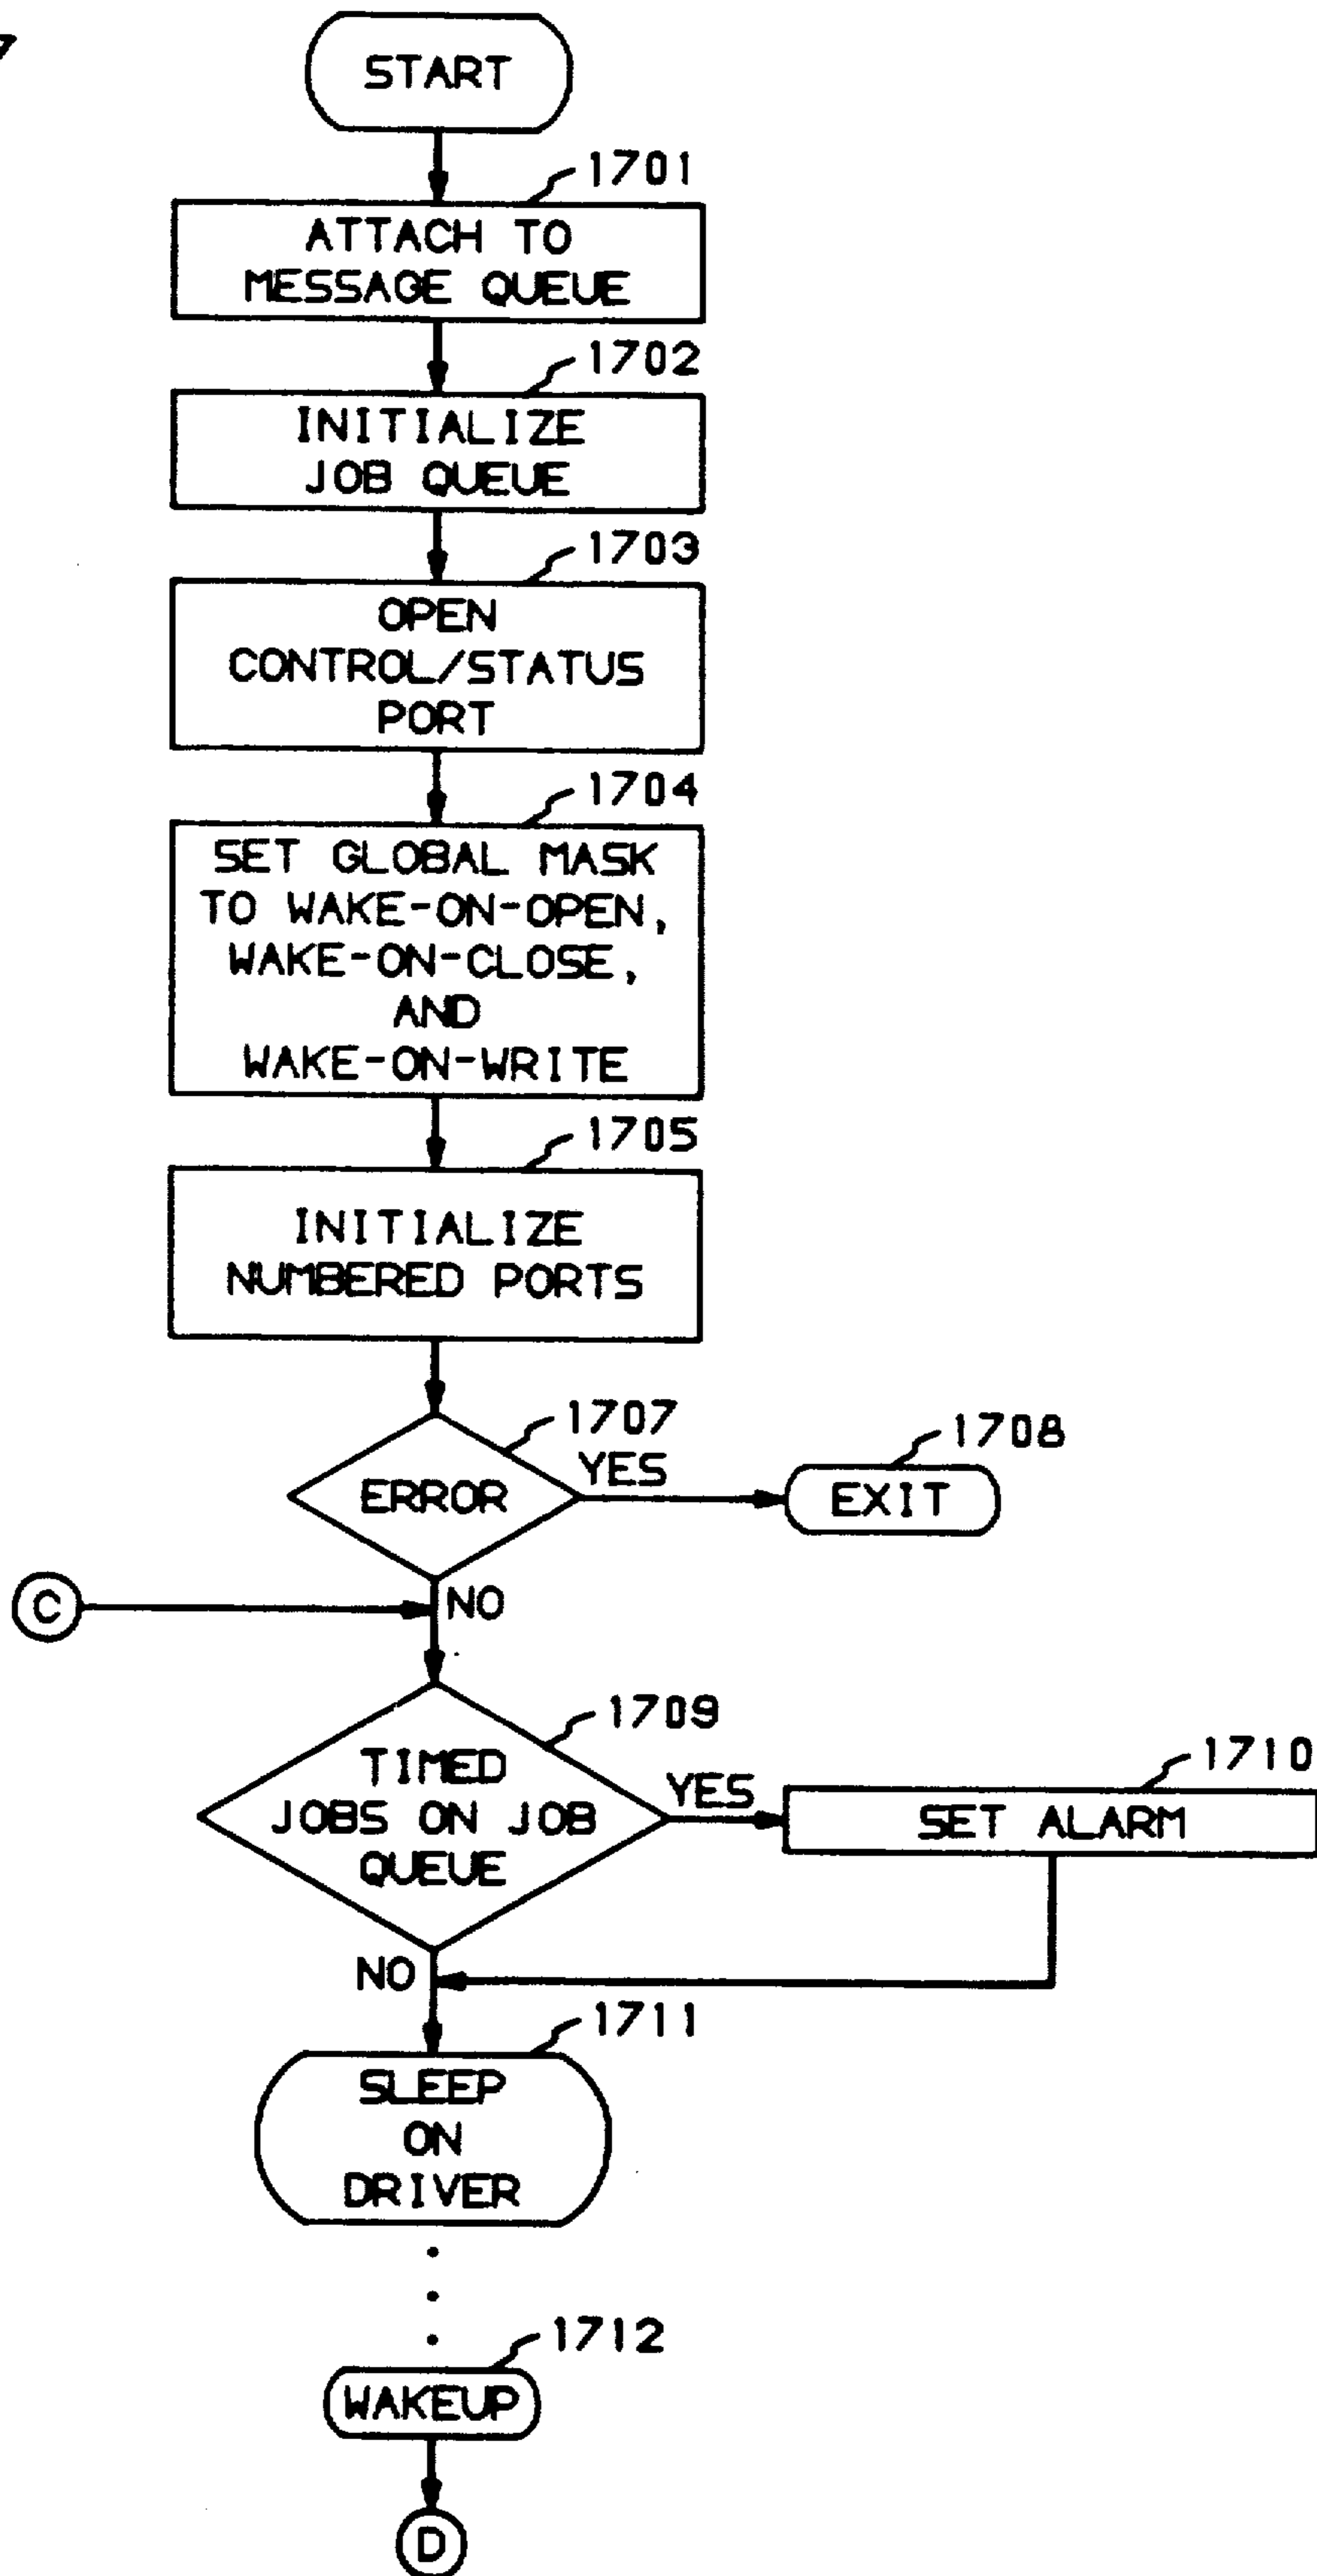 7
START
1701
ATTACH TO
MESSAGE QUEUE
1702
INITIALIZE
JOB QUEUE
1703
OPEN
CONTROL/STATUS
PORT
1704
SET GLOBAL MASK
TO WAKE-ON-OPEN,
WAKE-ON-CLOSE,
AND
WAKE-ON-WRITE
1705
INITIALIZE
NUMBERED PORTS
1707
ERROR
YES
1708
EXIT
C
NO
1709
TIMED
JOBS ON JOB
QUEUE
YES
1710
SET ALARM
NO
1711
SLEEP
ON
DRIVER
1712
WAKEUP
D